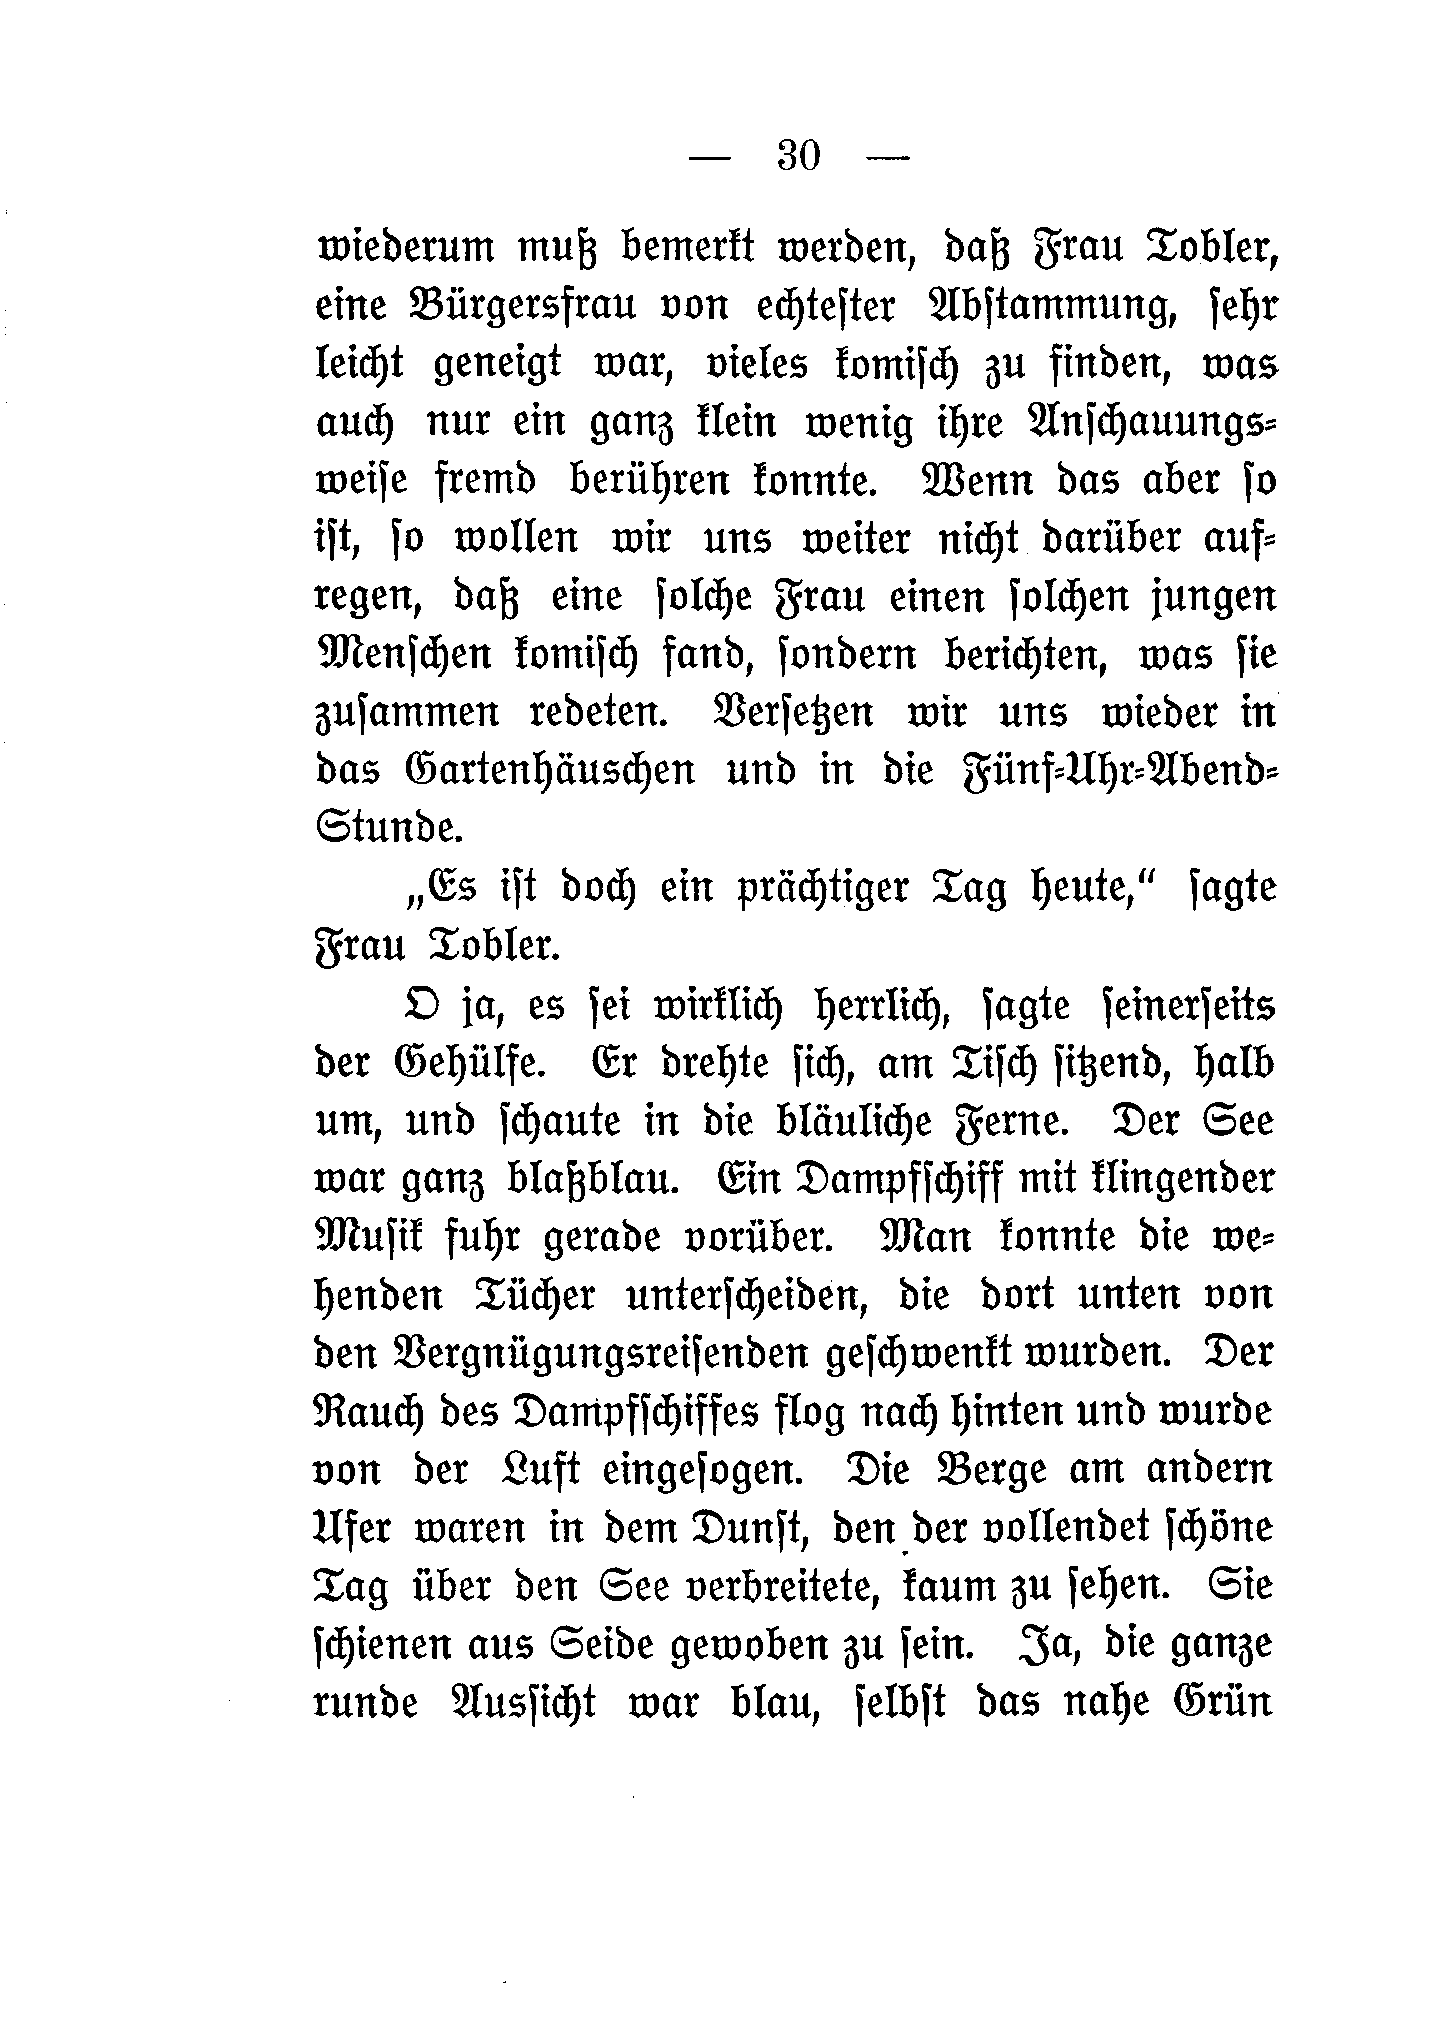 — 30 —
wiederum muß bemerkt werden, daß Frau Tobler,
eine Bürgersfrau von echtester Abstammung, sehr
leicht geneigt war, vieles komisch zu finden, was
auch nur ein ganz klein wenig ihre Anschauungs-
weise fremd berühren konnte. Wenn das aber so
ist, so wollen wir uns weiter nicht darüber auf-
regen, daß eine solche Frau einen solchen jungen
Menschen komisch fand, sondern berichten, was sie
zusammen redeten. Versetzen wir uns wieder in
das Gartenhäuschen und in die Fünf-Uhr-Abend-
Stunde.
„Es ist doch ein prächtiger Tag heute,“ sagte
Frau Tobler.
O ja, es sei wirklich herrlich, sagte seinerseits
der Gehülfe. Er drehte sich, am Tisch sitzend, halb
um, und schaute in die bläuliche Ferne. Der See
war ganz blaßblau. Ein Dampfschiff mit klingender
Musik fuhr gerade vorüber. Man konnte die we-
henden Tücher unterscheiden, die dort unten von
den Vergnügungsreisenden geschwenkt wurden. Der
Rauch des Dampfschiffes flog nach hinten und wurde
von der Luft eingesogen. Die Berge am andern
Ufer waren in dem Dunst, den der vollendet schöne
Tag über den See verbreitete, kaum zu sehen. Sie
schienen aus Seide gewoben zu sein. Ja, die ganze
runde Aussicht war blau, selbst das nahe Grün